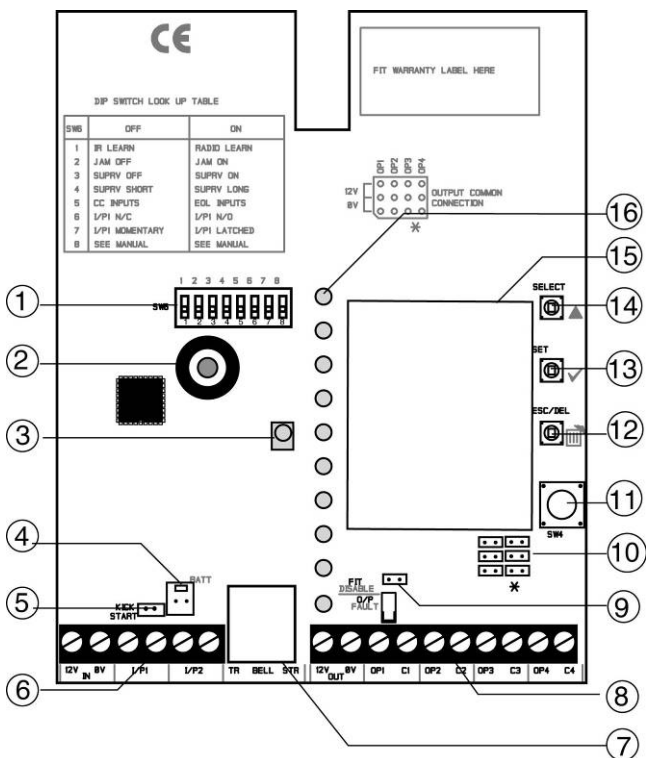 CE
FIT WARRANTY LABEL HERE
DIP SWITCH LOOK UP TABLE
SW6 OFF ON
1 IR LEARN RADIO LEARN
2 JAM OFF JAM ON
3 SUPRV OFF SUPRV ON
4 SUPRV SHORT SUPRV LONG
5 CC INPUTS EOL INPUTS
6 I/P1 N/C I/P1 N/O
7 I/P1 MOMENTARY I/P1 LATCHED
8 SEE MANUAL SEE MANUAL
OP1 OP2 OP3 OP4
12V
0V
OUTPUT COMMON
CONNECTION
*
16
15
1 2 3 4 5 6 7 8
SELECT
1
SW6
1 2 3 4 5 6 7 8
14
2
SET
13
3
ESC/DEL
12
11
SW4
4
BATT
10
*
5
KICK
START
FIT
DISABLE
O/P
FAULT
9
6
12V 0V I/P1 I/P2 TR BELL STR 12V 0V OP1 C1 OP2 C2 OP3 C3 OP4 C4
IN OUT
8
7